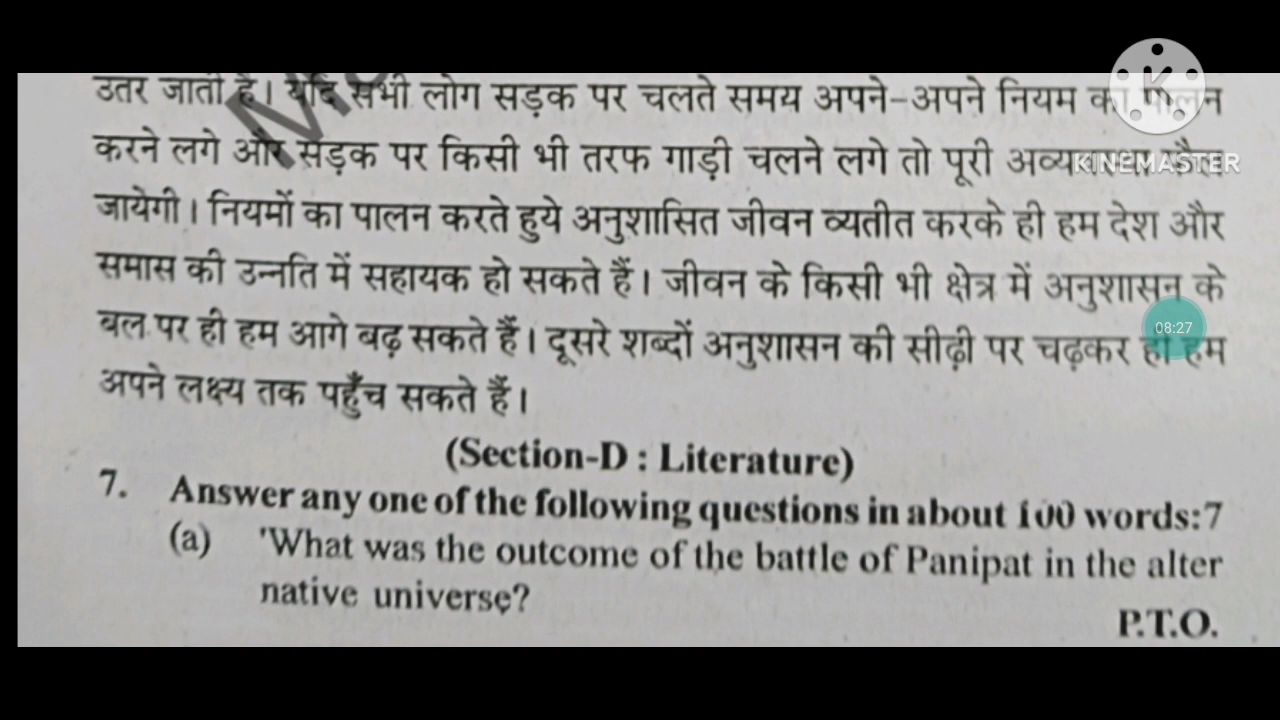 उतर जाती है। यदि सभी लोग सड़क पर चलते समय अपने-अपने नियम का पालन
करने लगे और सड़क पर किसी भी तरफ गाड़ी चलने लगे तो पूरी फैल
KINEMASTER
जायेगी। नियमों का पालन करते हुये अनुशासित जीवन व्यतीत करके ही हम देश और
समास की उन्नति में सहायक हो सकते हैं। जीवन के किसी भी क्षेत्र में अनुशासन के
बल पर ही हम आगे बढ़ सकते हैं। दूसरे शब्दों अनुशासन की सीढ़ी पर चढ़कर ही हम
08:27
अपने लक्ष्य तक पहुँच सकते हैं।
(Section-D : Literature)
7. Answer any one of the following questions in about 100 words:7
(a) 'What was the outcome of the battle of Panipat in the alter
native universe?
P.T.O.